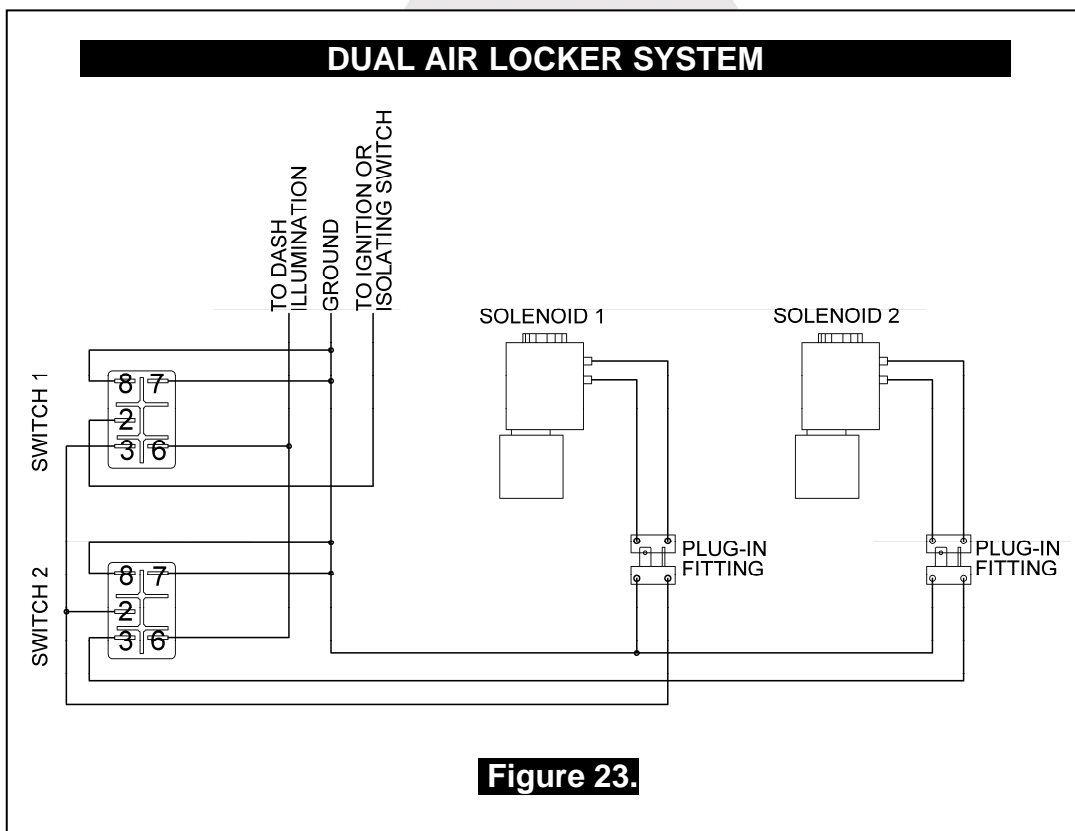 DUAL AIR LOCKER SYSTEM
TO DASH
ILLUMINATION
GROUND
TO IGNITION OR
ISOLATING SWITCH
SOLENOID 1
SOLENOID 2
SWITCH 1
8 7
2
3 6
SWITCH 2
8 7
2
3 6
PLUG-IN
FITTING
PLUG-IN
FITTING
Figure 23.